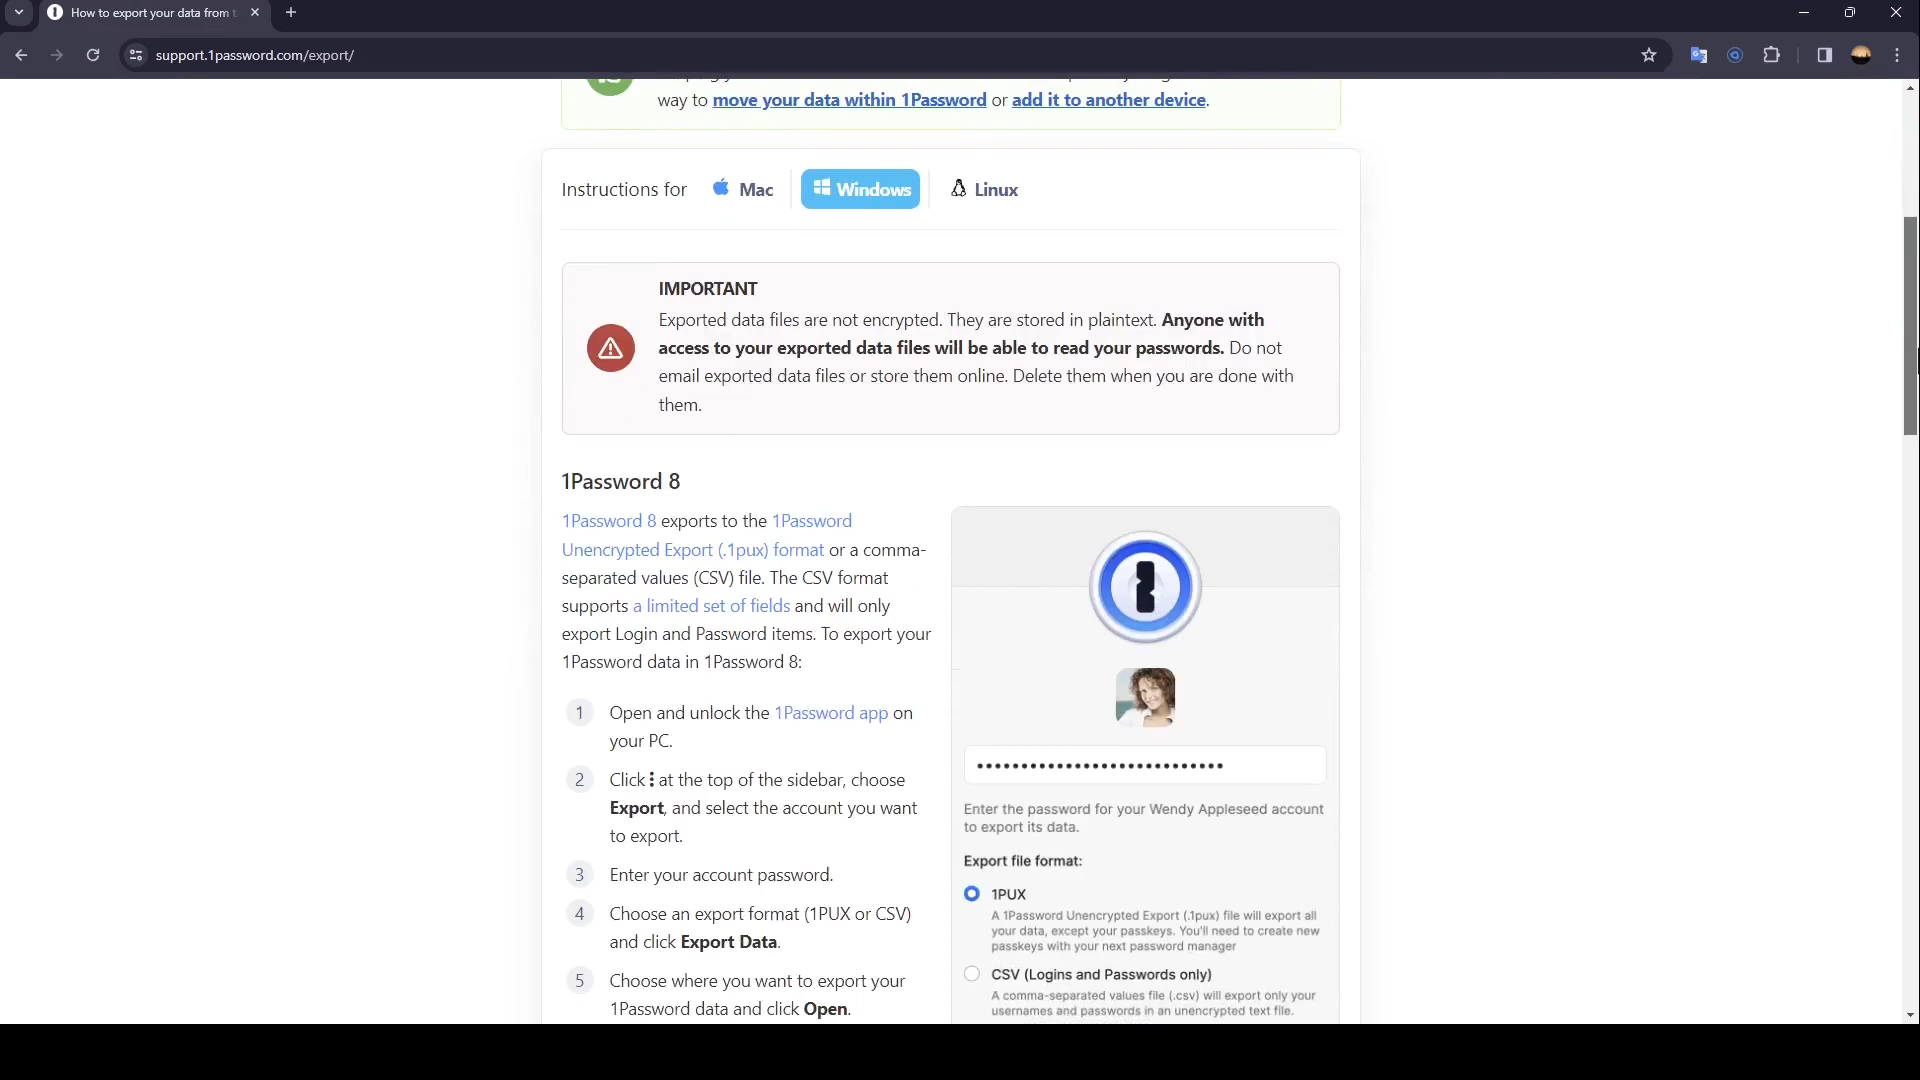 How to export your data from t
support.1password.com/export/
way to move your data within 1Password or add it to another device.
Instructions for Mac Windows Linux
IMPORTANT
Exported data files are not encrypted. They are stored in plaintext. Anyone with
access to your exported data files will be able to read your passwords. Do not
email exported data files or store them online. Delete them when you are done with
them.
1Password 8
1Password 8 exports to the 1Password
Unencrypted Export (.1pux) format or a comma-
separated values (CSV) file. The CSV format
supports a limited set of fields and will only
export Login and Password items. To export your
1Password data in 1Password 8:
1 Open and unlock the 1Password app on
your PC.
2 Click ⋮ at the top of the sidebar, choose
Export, and select the account you want
to export.
3 Enter your account password.
4 Choose an export format (1PUX or CSV)
and click Export Data.
5 Choose where you want to export your
1Password data and click Open.
Enter the password for your Wendy Appleseed account
to export its data.
Export file format:
1PUX
A 1Password Unencrypted Export (.1pux) file will export all
your data, except your passkeys. You'll need to create new
passkeys with your next password manager
CSV (Logins and Passwords only)
A comma-separated values file (.csv) will export only your
usernames and passwords in an unencrypted text file.